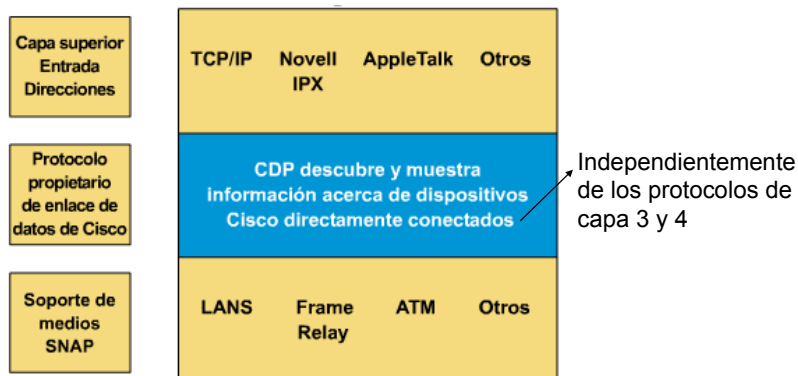 Capa superior
Entrada
Direcciones
TCP/IP Novell AppleTalk Otros
IPX
Protocolo
propietario
de enlace de
datos de Cisco
CDP descubre y muestra
información acerca de dispositivos
Cisco directamente conectados
Independientemente
de los protocolos de
capa 3 y 4
Soporte de
medios
SNAP
LANS Frame ATM Otros
Relay